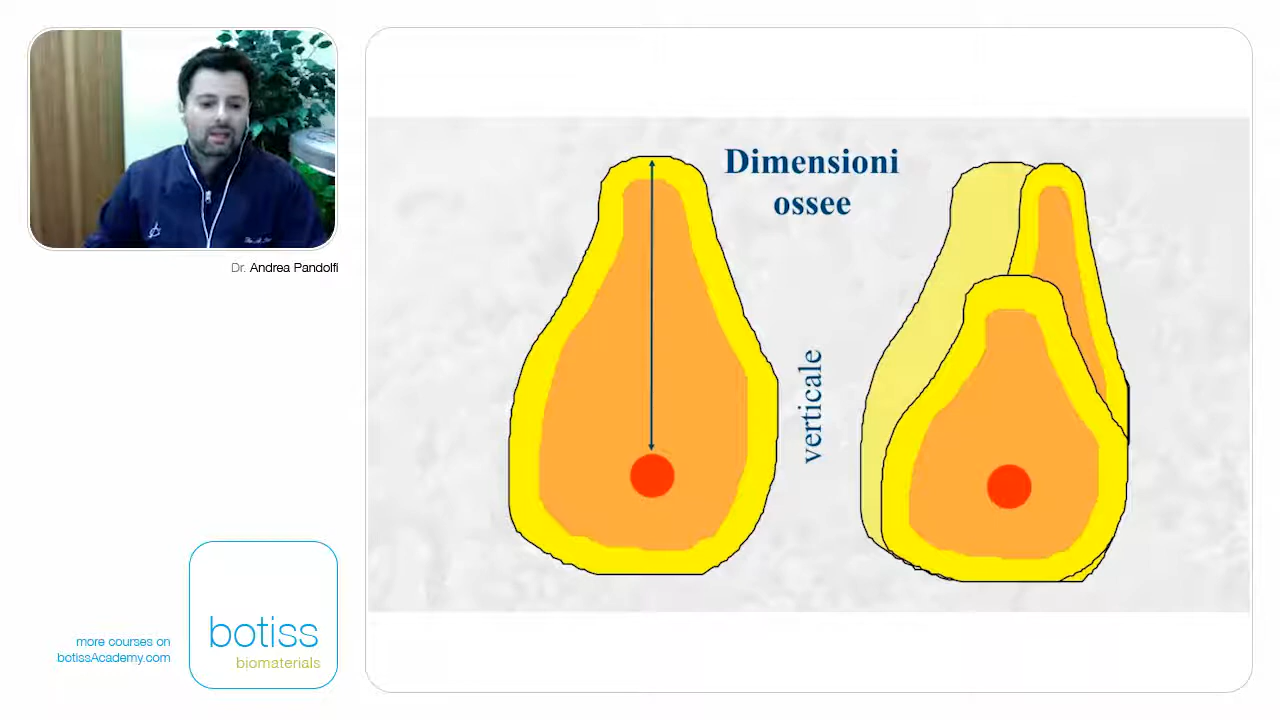 Dimensioni
ossee
verticale
Dr. Andrea Pandolfi
botiss
biomaterials
more courses on
botissAcademy.com